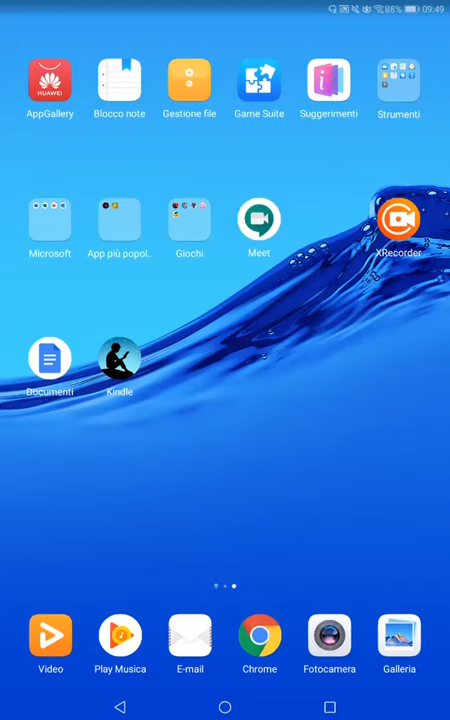 88% 09:49
HUAWEI
AppGallery Blocco note Gestione file Game Suite Suggerimenti Strumenti
Microsoft App più popol.. Giochi Meet XRecorder
Documenti Kindle
Video Play Musica E-mail Chrome Fotocamera Galleria